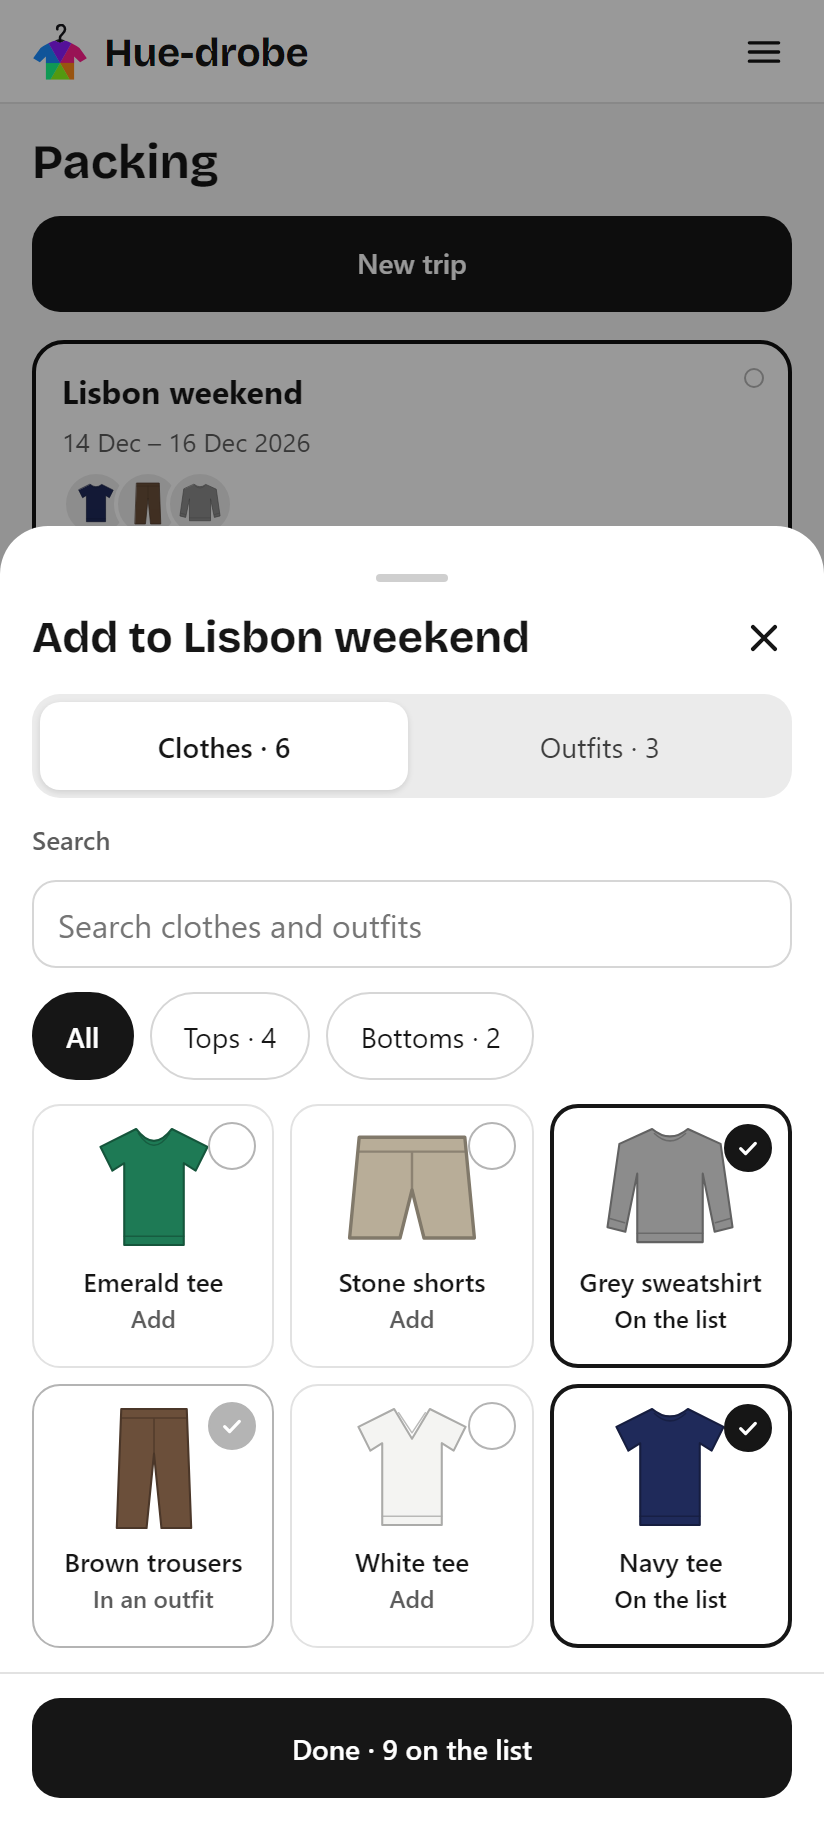 Hue-drobe
Packing
New trip
Lisbon weekend
14 Dec – 16 Dec 2026
Add to Lisbon weekend
Clothes · 6
Outfits · 3
Search
Search clothes and outfits
All
Tops · 4
Bottoms · 2
Emerald tee
Add
Stone shorts
Add
Grey sweatshirt
On the list
Brown trousers
In an outfit
White tee
Add
Navy tee
On the list
Done · 9 on the list